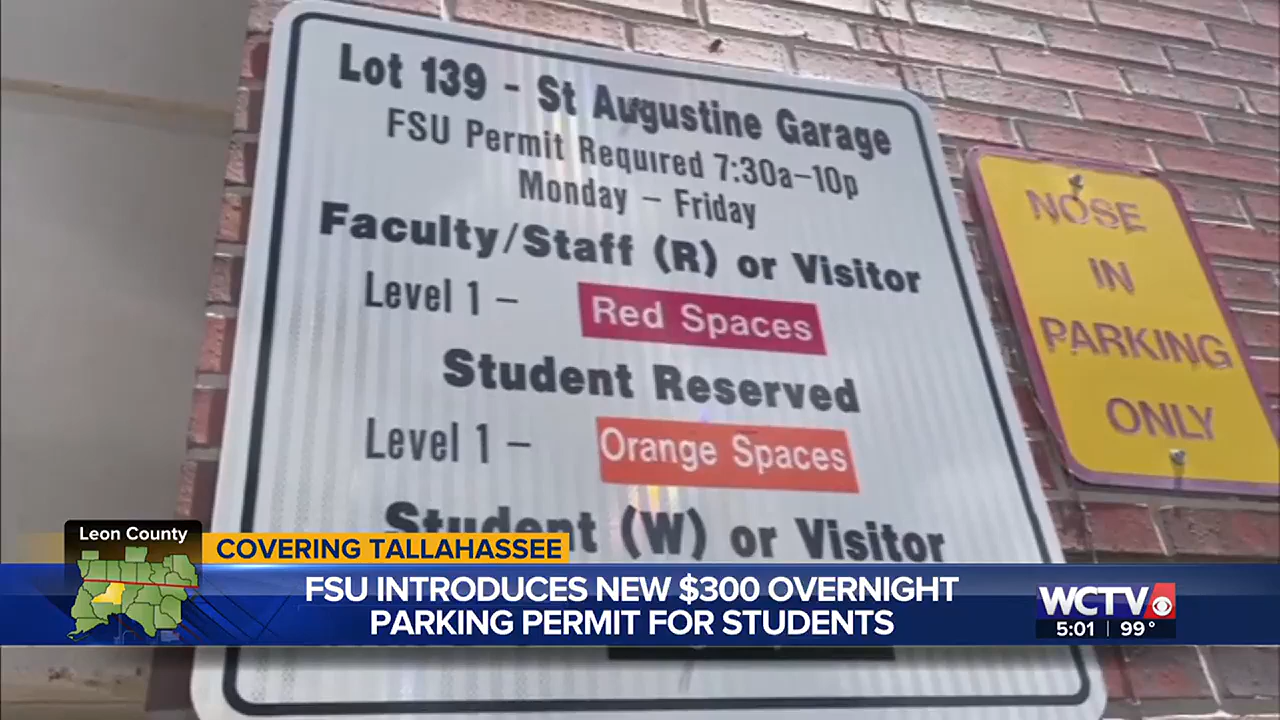 Lot 139 - St Augustine Garage
FSU Permit Required 7:30a-10p
Monday - Friday
Faculty/Staff (R) or Visitor
Level 1 - Red Spaces
Student Reserved
Level 1 - Orange Spaces
Student (W) or Visitor
NOSE
IN
PARKING
ONLY
Leon County
COVERING TALLAHASSEE
FSU INTRODUCES NEW $300 OVERNIGHT
PARKING PERMIT FOR STUDENTS
WCTV
5:01 | 99°